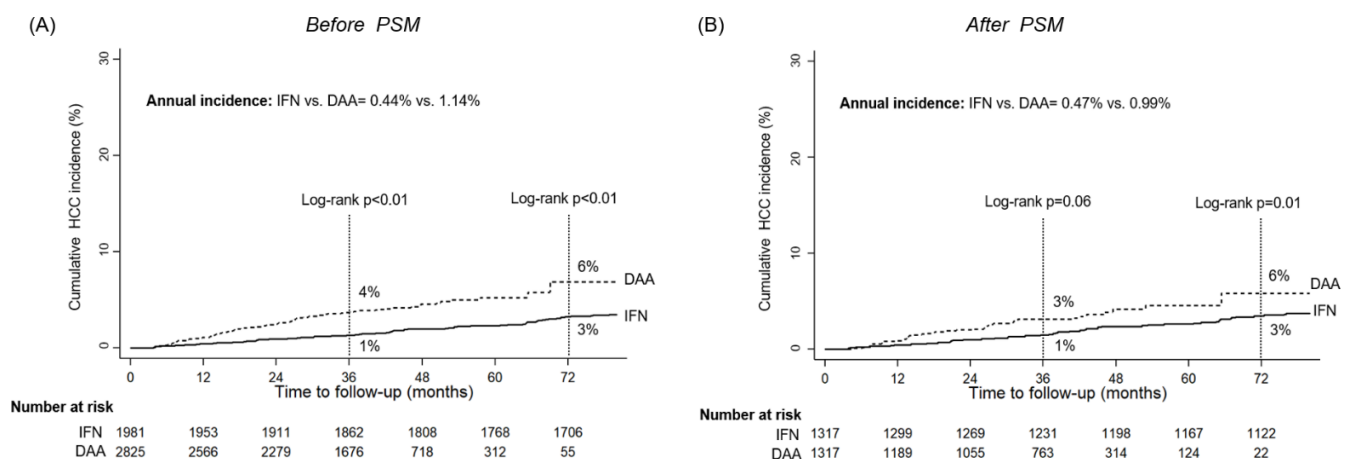 (A) Before PSM
Cumulative HCC incidence (%)
30
20
10
0
Annual incidence: IFN vs. DAA= 0.44% vs. 1.14%
Log-rank p<0.01 Log-rank p<0.01
6%
DAA
4%
IFN
3%
1%
0 12 24 36 48 60 72
Time to follow-up (months)
Number at risk
IFN 1981 1953 1911 1862 1808 1768 1706
DAA 2825 2566 2279 1676 718 312 55
(B) After PSM
Cumulative HCC incidence (%)
30
20
10
0
Annual incidence: IFN vs. DAA= 0.47% vs. 0.99%
Log-rank p=0.06 Log-rank p=0.01
6%
DAA
3%
IFN
3%
1%
0 12 24 36 48 60 72
Time to follow-up (months)
Number at risk
IFN 1317 1299 1269 1231 1198 1167 1122
DAA 1317 1189 1055 763 314 124 22